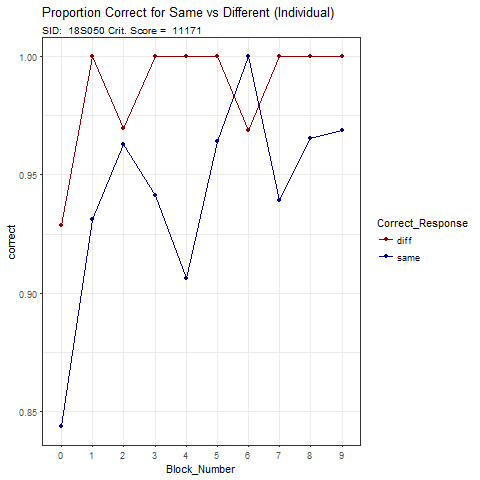 Proportion Correct for Same vs Different (Individual)
SID:  18S050 Crit. Score =  11171
1.00
0.95
0.90
0.85
correct
0 1 2 3 4 5 6 7 8 9
Block_Number
Correct_Response
diff
same